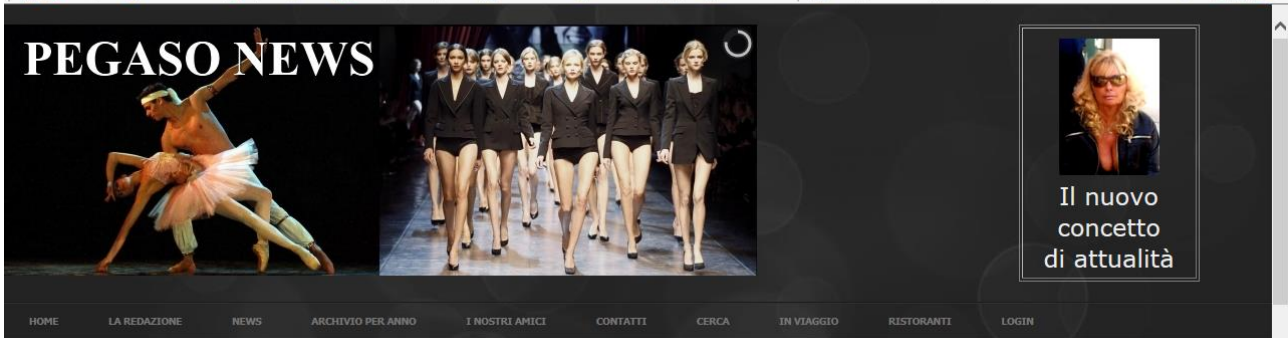 PEGASO NEWS
Il nuovo
concetto
di attualità
HOME LA REDAZIONE NEWS ARCHIVIO PER ANNO I NOSTRI AMICI CONTATTI CERCA IN VIAGGIO RISTORANTI LOGIN